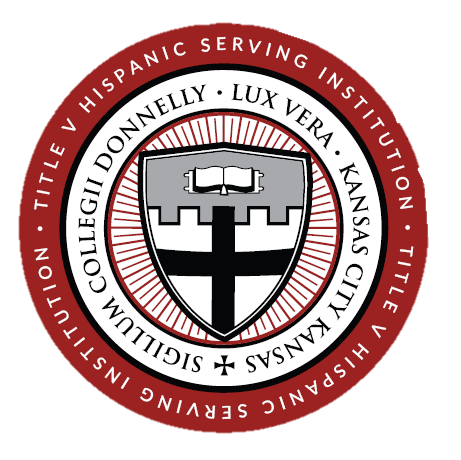 TITLE V HISPANIC SERVING INSTITUTION • TITLE V HISPANIC SERVING INSTITUTION •
SIGILLUM COLLEGII DONNELLY · LUX VERA · KANSAS CITY KANSAS